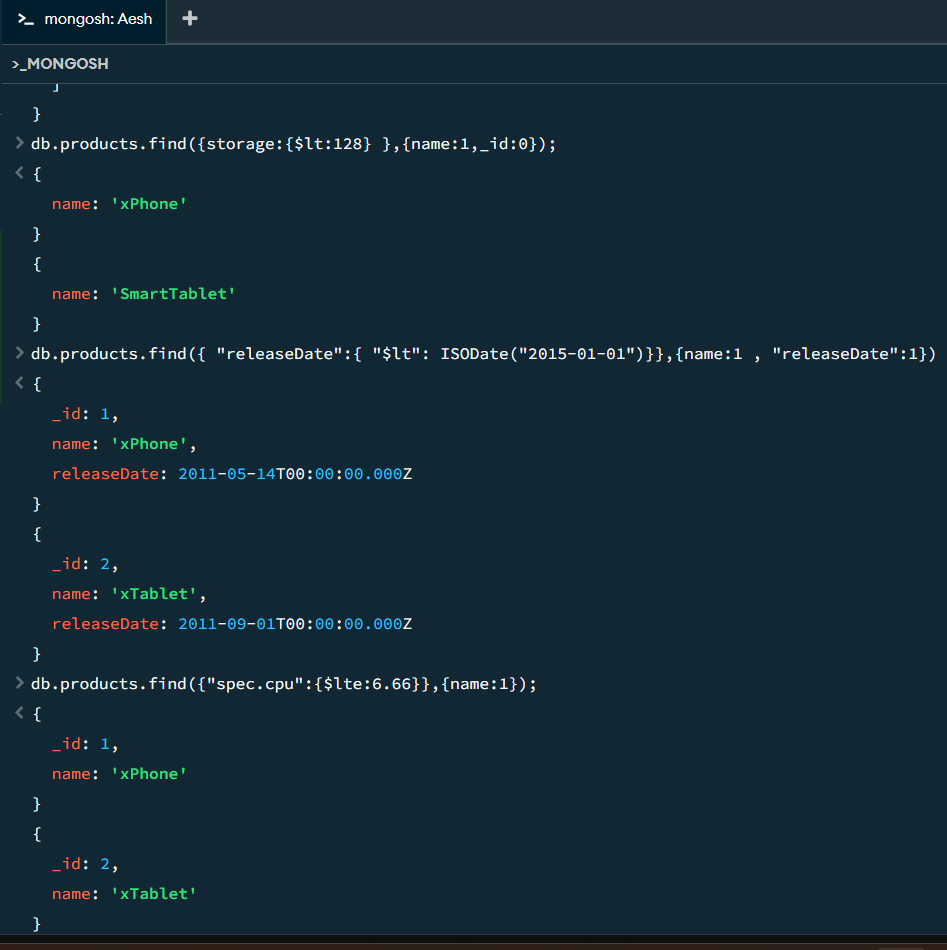 >_ mongosh: Aesh +
>_MONGOSH
]
}
> db.products.find({storage:{$lt:128} },{name:1,_id:0});
< {
name: 'xPhone'
}
{
name: 'SmartTablet'
}
> db.products.find({ "releaseDate":{ "$lt": ISODate("2015-01-01")}},{name:1 , "releaseDate":1})
< {
_id: 1,
name: 'xPhone',
releaseDate: 2011-05-14T00:00:00.000Z
}
{
_id: 2,
name: 'xTablet',
releaseDate: 2011-09-01T00:00:00.000Z
}
> db.products.find({"spec.cpu":{$lte:6.66}},{name:1});
< {
_id: 1,
name: 'xPhone'
}
{
_id: 2,
name: 'xTablet'
}